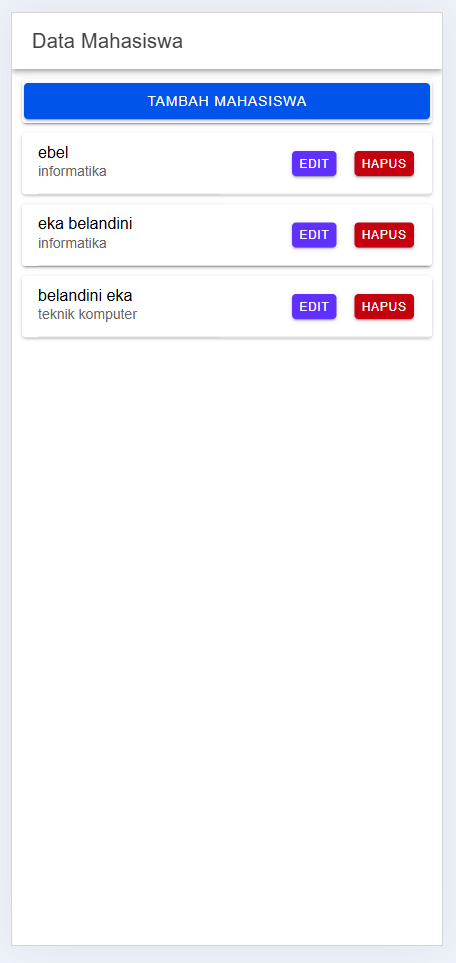 Data Mahasiswa
TAMBAH MAHASISWA
ebel
informatika
EDIT HAPUS
eka belandini
informatika
EDIT HAPUS
belandini eka
teknik komputer
EDIT HAPUS